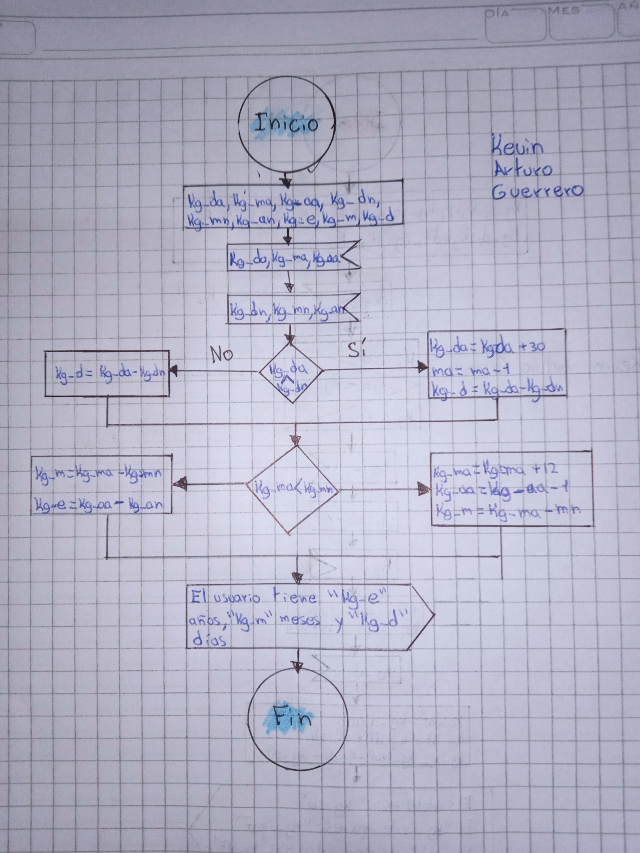 DÍA MES AÑ
Inicio
Kevin
Arturo
Guerrero
Kg_da, Kg_ma, Kg_aa, Kg_dn,
Kg_mn, Kg_an, Kg_e, Kg_m, Kg_d
Kg_da, Kg_ma, Kg_aa
Kg_dn, Kg_mn, Kg_an
No
Sí
Kg_d = Kg_da - Kg_dn
Kg_da
<
Kg_dn
Kg_da = Kg_da + 30
ma = ma - 1
Kg_d = Kg_da - Kg_dn
Kg_m = Kg_ma - Kg_mn
Kg_e = Kg_aa - Kg_an
Kg_ma < Kg_mn
Kg_ma = Kg_ma + 12
Kg_aa = Kg_aa - 1
Kg_m = Kg_ma - mn
El usuario tiene "Kg_e"
años, "Kg_m" meses y "Kg_d"
días
Fin